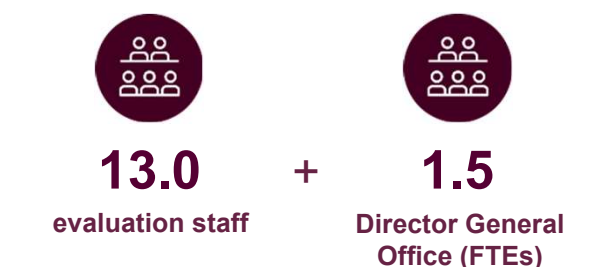 13.0 + 1.5
evaluation staff
Director General
Office (FTEs)